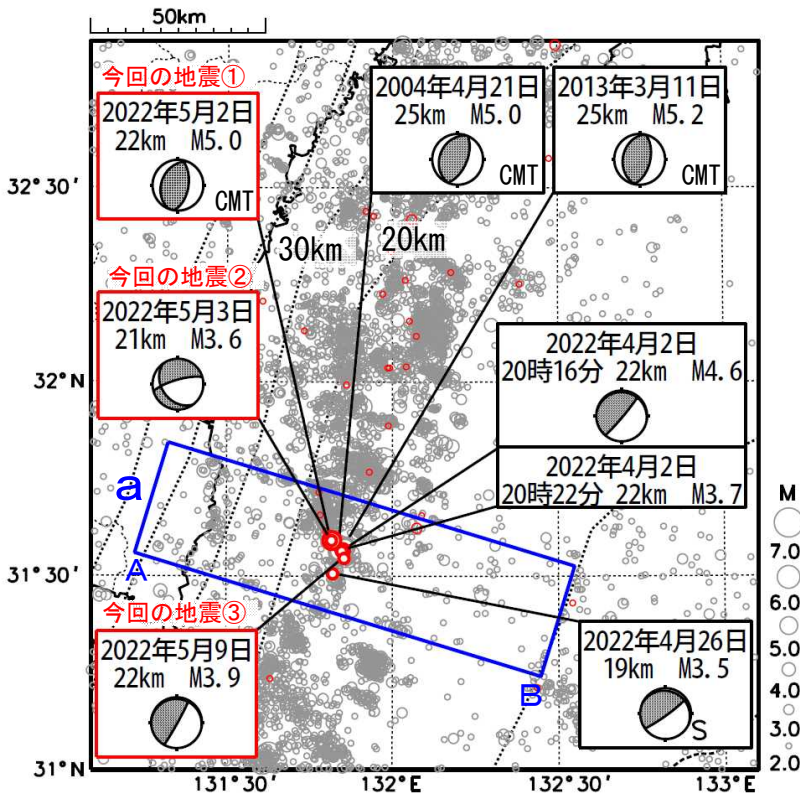 50km
今回の地震①
2022年5月2日
22km M5.0
CMT
2004年4月21日
25km M5.0
CMT
2013年3月11日
25km M5.2
CMT
32°30′
30km
20km
今回の地震②
2022年5月3日
21km M3.6
2022年4月2日
20時16分 22km M4.6
32°N
2022年4月2日
20時22分 22km M3.7
a
A
31°30′
今回の地震③
2022年5月9日
22km M3.9
2022年4月26日
19km M3.5
S
B
M
7.0
6.0
5.0
4.0
3.0
2.0
31°N
131°30′
132°E
132°30′
133°E